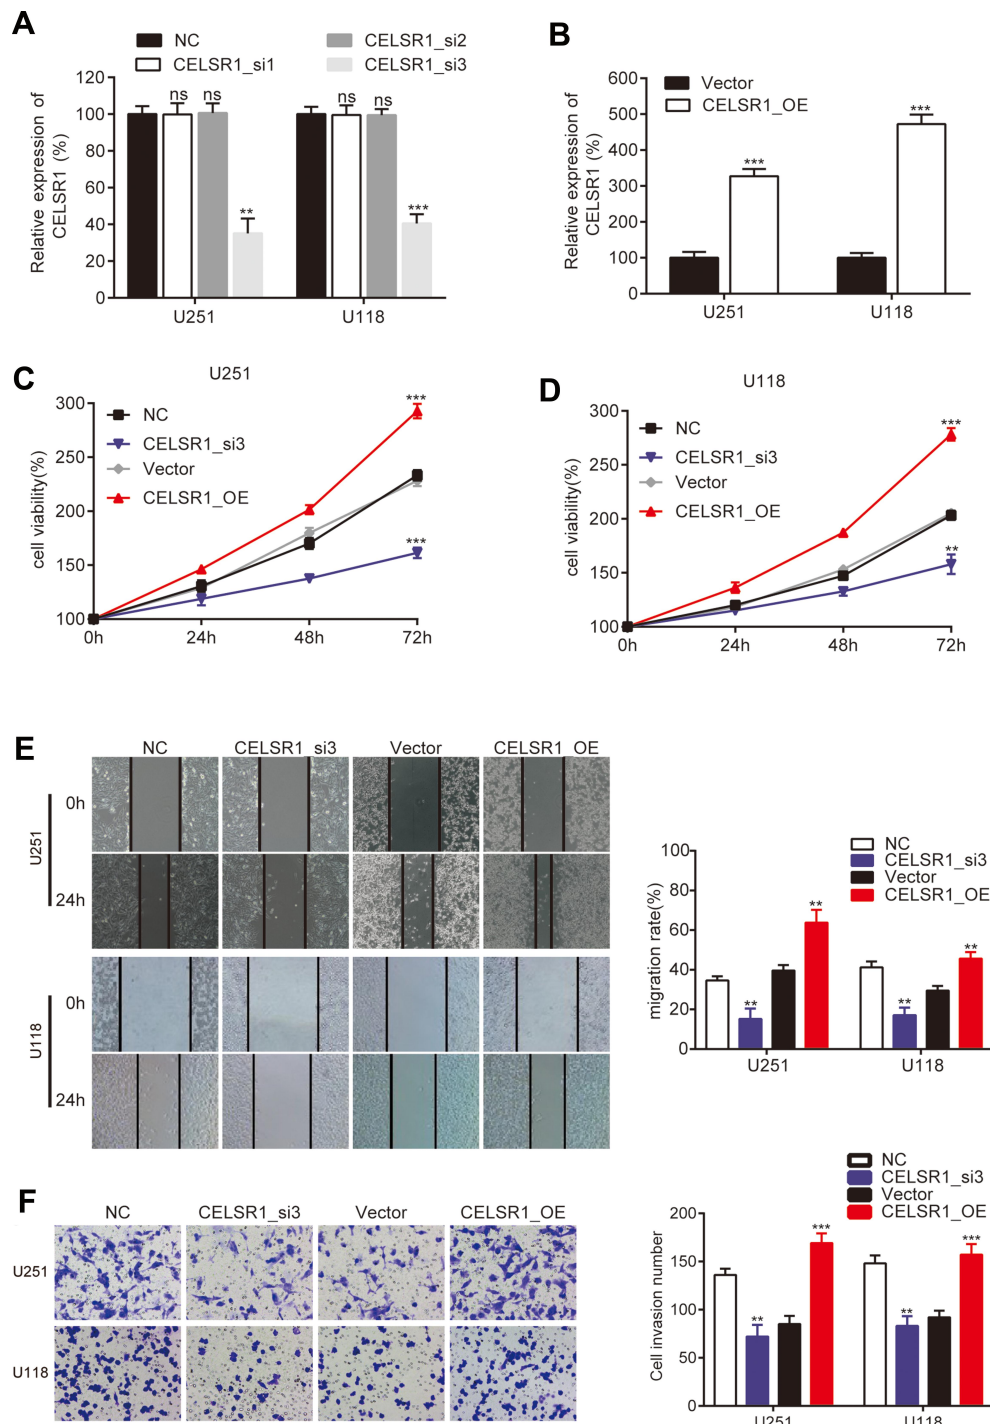 A
NC
CELSR1_si1
CELSR1_si2
CELSR1_si3
Relative expression of
CELSR1 (%)
120
100
80
60
40
20
0
ns
ns
**
ns
ns
***
U251
U118
B
Vector
CELSR1_OE
Relative expression of
CELSR1 (%)
600
500
400
300
200
100
0
***
***
U251
U118
C
U251
NC
CELSR1_si3
Vector
CELSR1_OE
cell viability(%)
300
250
200
150
100
***
***
0h
24h
48h
72h
D
U118
NC
CELSR1_si3
Vector
CELSR1_OE
cell viability(%)
300
250
200
150
100
***
**
0h
24h
48h
72h
E
NC
CELSR1_si3
Vector
CELSR1_OE
U251
0h
24h
U118
0h
24h
NC
CELSR1_si3
Vector
CELSR1_OE
migration rate(%)
100
80
60
40
20
0
**
**
**
**
U251
U118
F
NC
CELSR1_si3
Vector
CELSR1_OE
U251
U118
NC
CELSR1_si3
Vector
CELSR1_OE
Cell invasion number
200
150
100
50
0
**
***
**
***
U251
U118